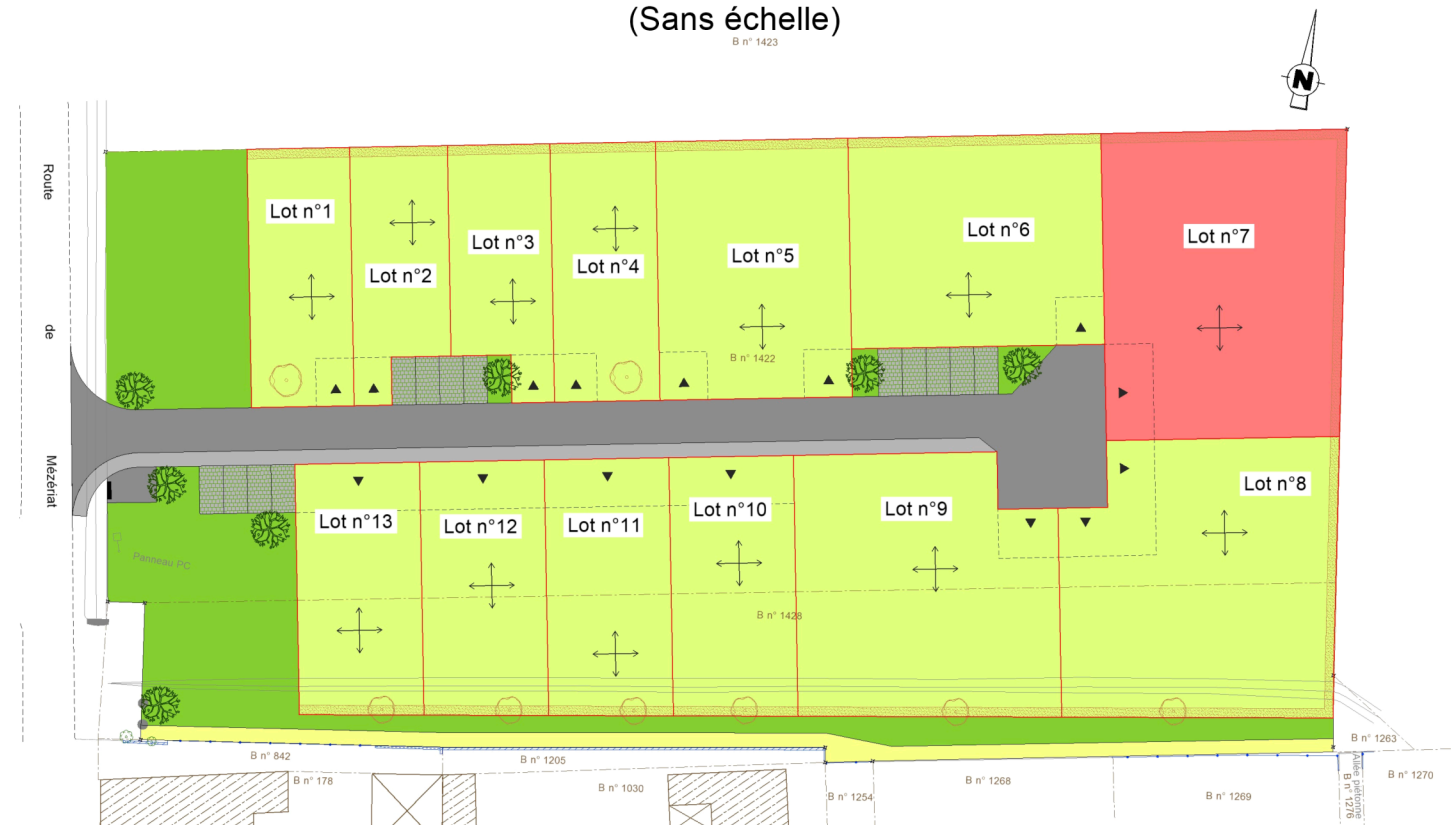 (Sans échelle)
B n° 1423
N
Route
de
Mézériat
Lot n°1
Lot n°2
Lot n°3
Lot n°4
Lot n°5
Lot n°6
Lot n°7
B n° 1422
Lot n°8
Lot n°9
Lot n°10
Lot n°11
Lot n°12
Lot n°13
Panneau PC
B n° 1428
B n° 842
B n° 178
B n° 1205
B n° 1030
B n° 1254
B n° 1268
B n° 1269
Allée piétonne
B n° 1276
B n° 1263
B n° 1270